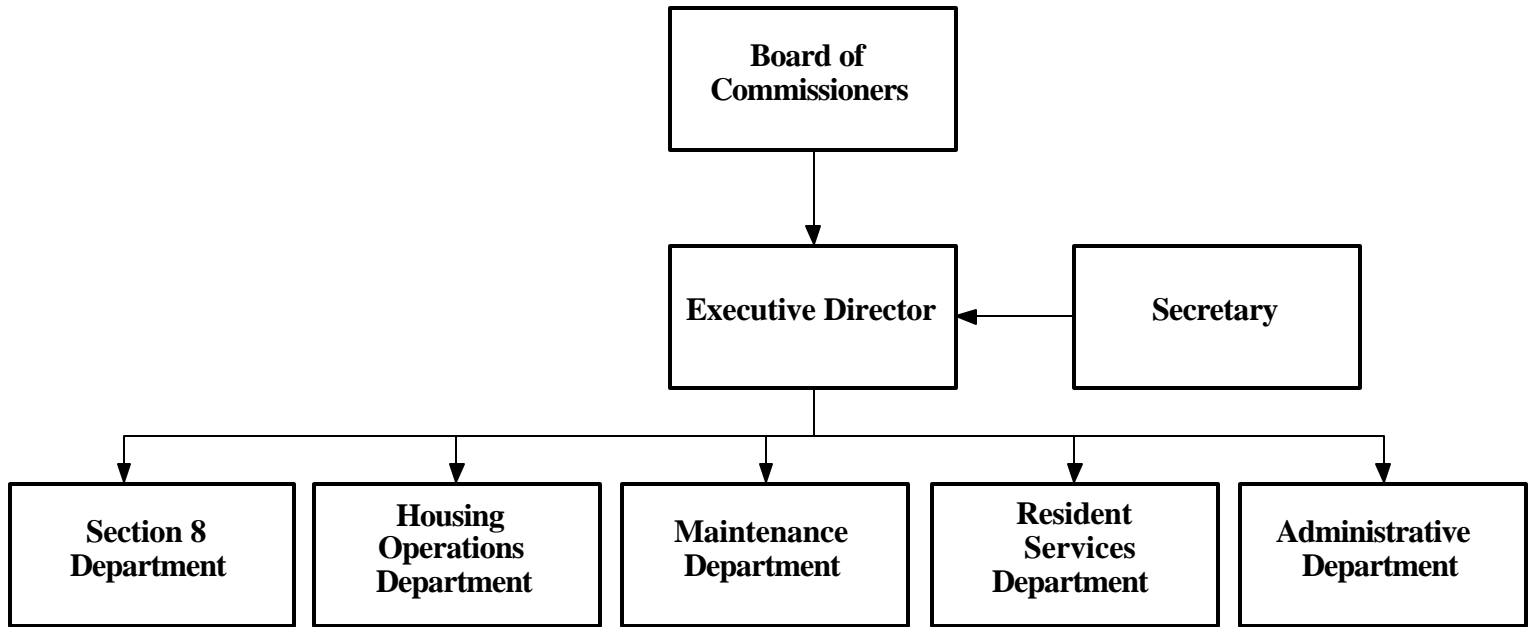 Board of
Commissioners
Executive Director
Secretary
Section 8
Department
Housing
Operations
Department
Maintenance
Department
Resident
Services
Department
Administrative
Department